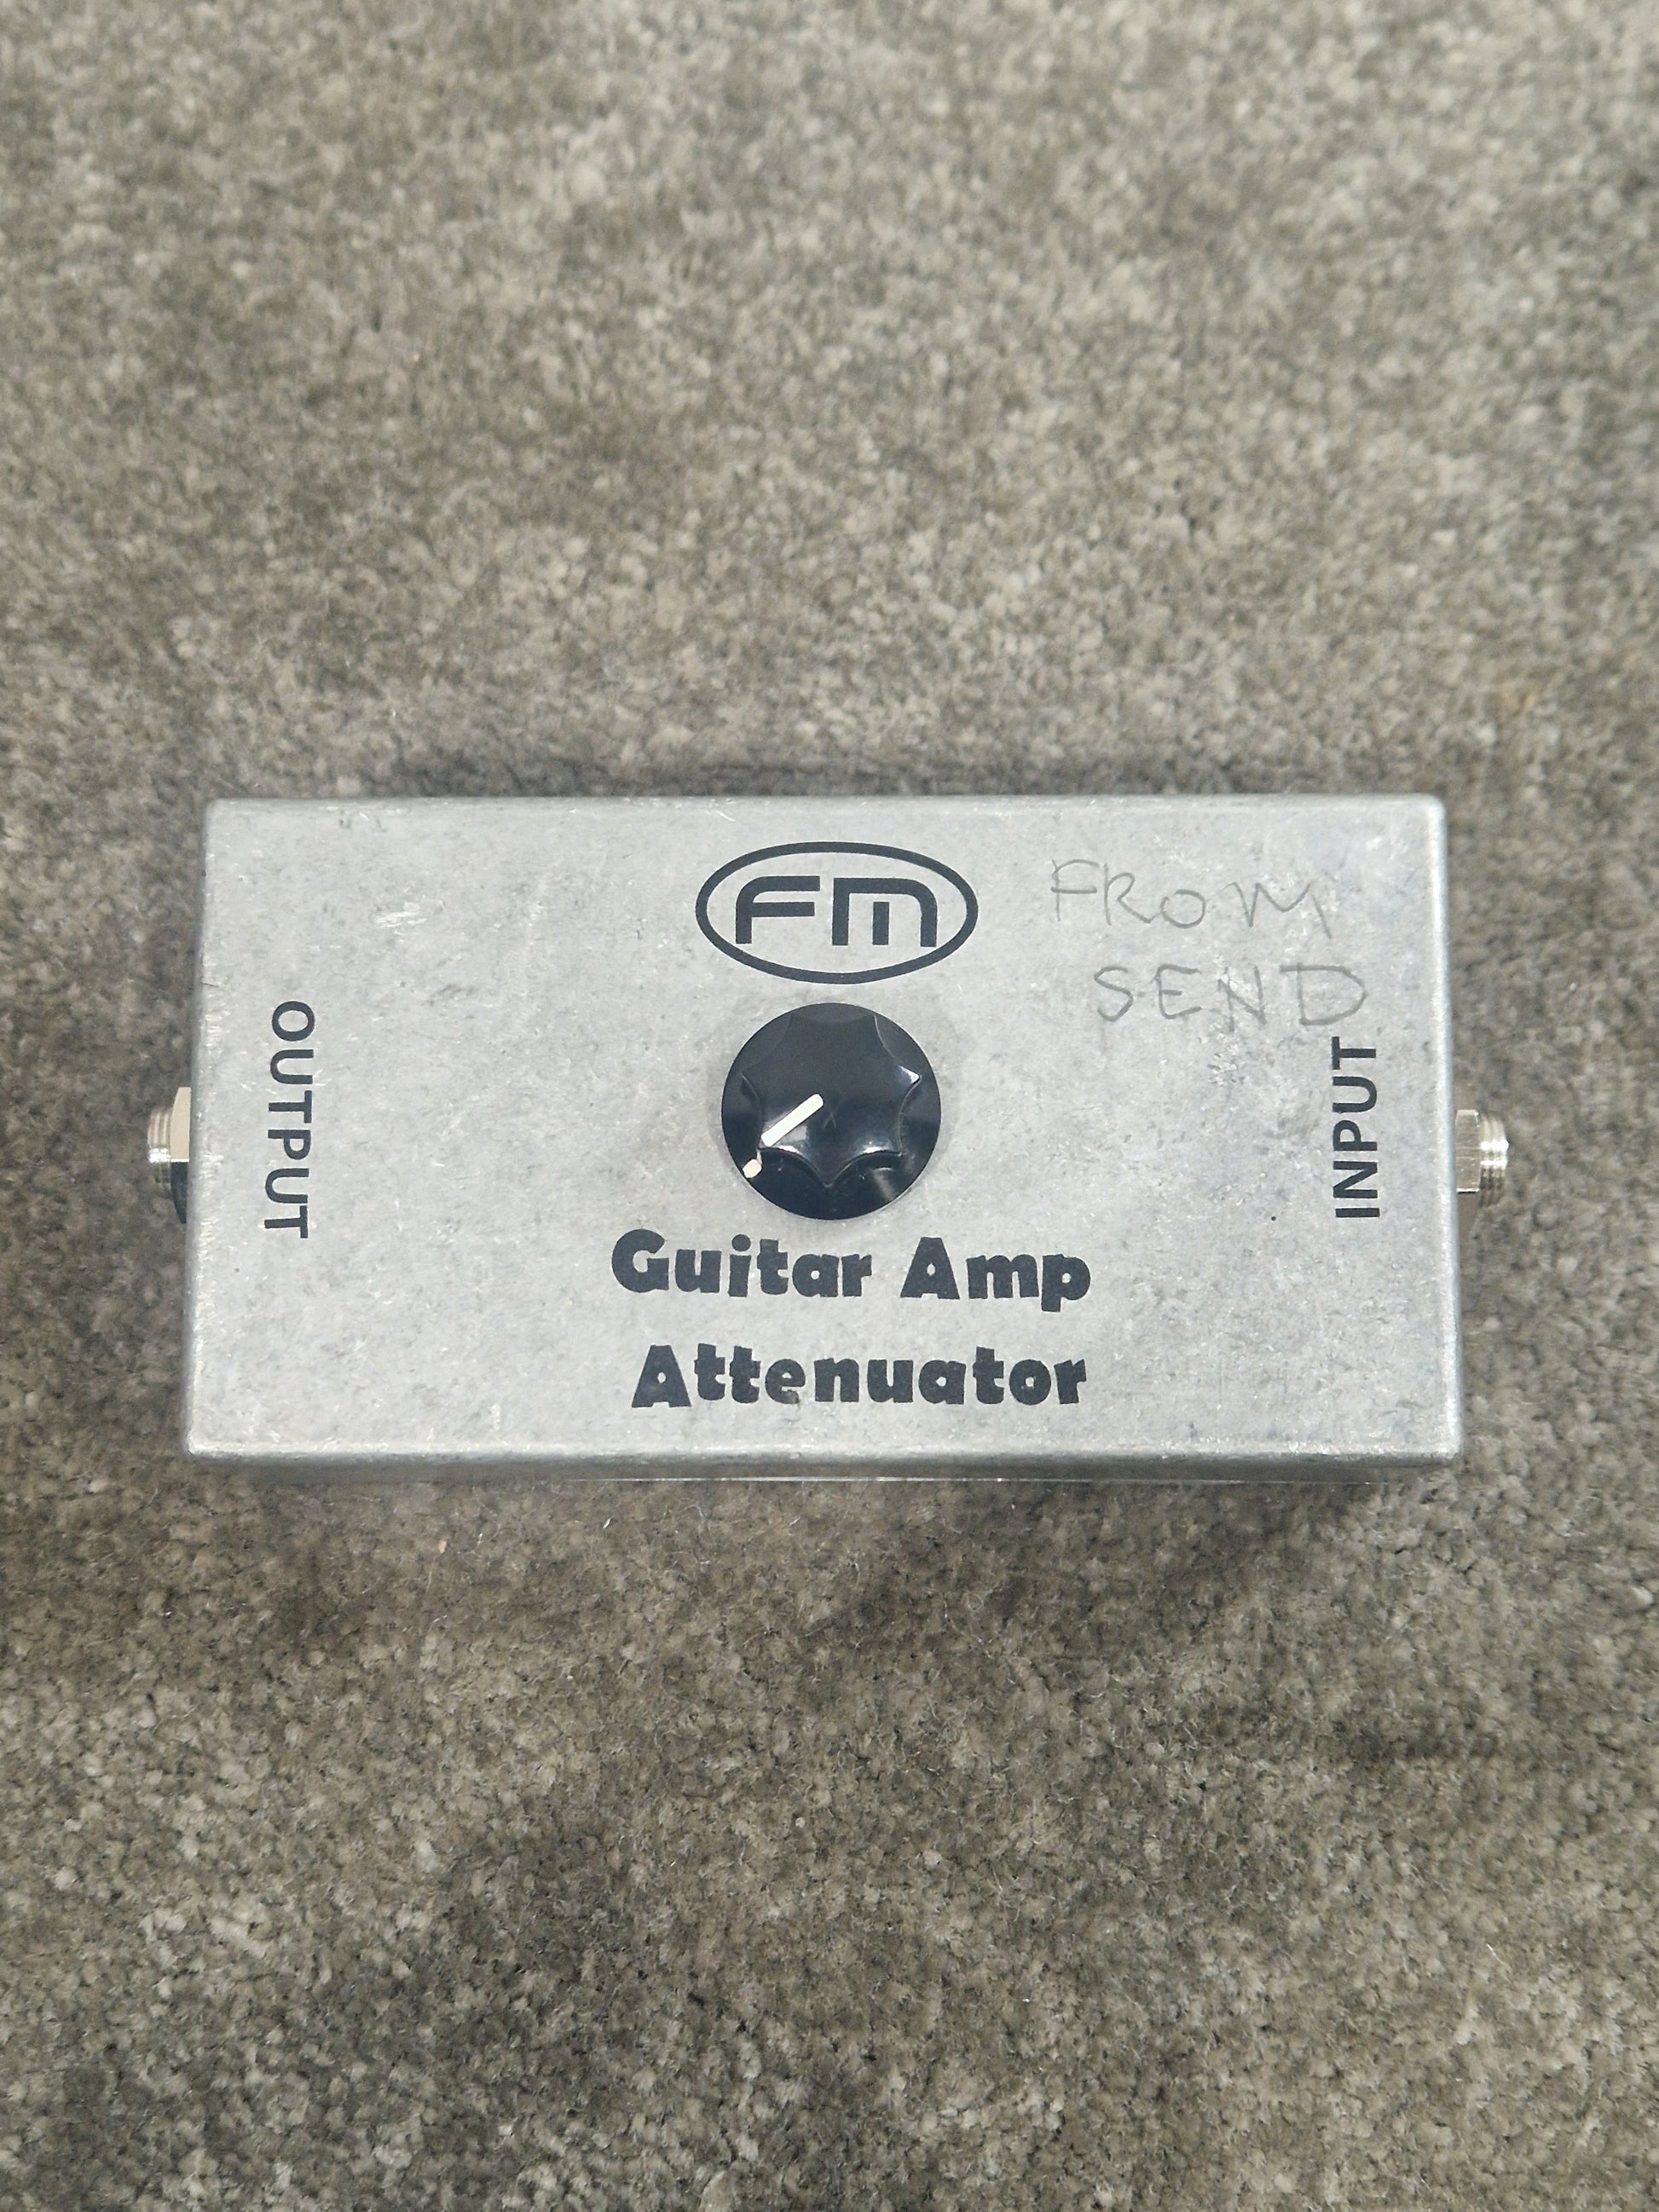 FM
FROM
SEND
OUTPUT
INPUT
Guitar Amp
Attenuator